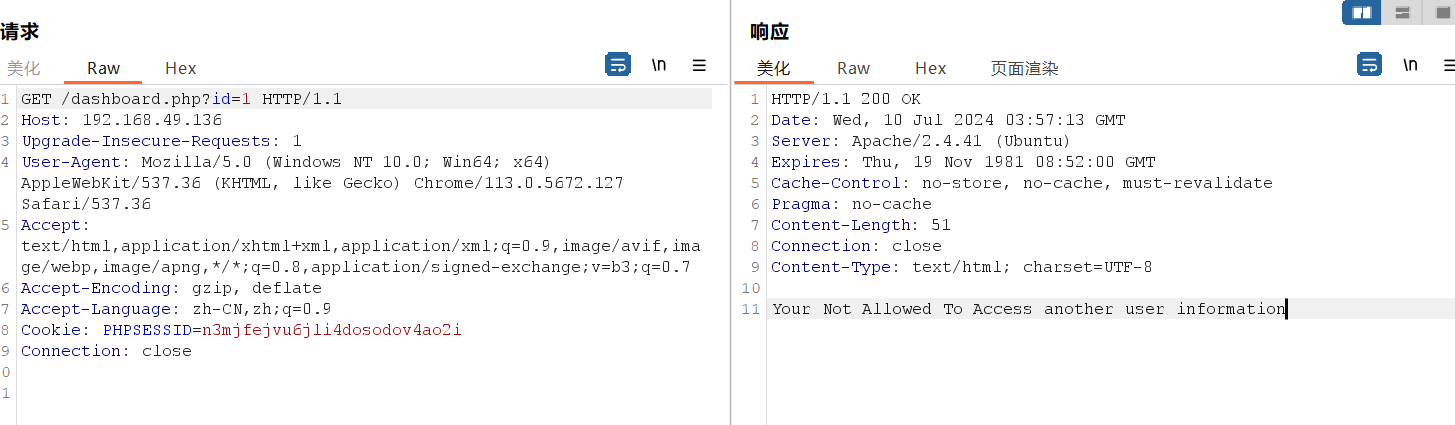 请求
美化 Raw Hex \n
1 GET /dashboard.php?id=1 HTTP/1.1
2 Host: 192.168.49.136
3 Upgrade-Insecure-Requests: 1
4 User-Agent: Mozilla/5.0 (Windows NT 10.0; Win64; x64)
AppleWebKit/537.36 (KHTML, like Gecko) Chrome/113.0.5672.127
Safari/537.36
5 Accept:
text/html,application/xhtml+xml,application/xml;q=0.9,image/avif,ima
ge/webp,image/apng,*/*;q=0.8,application/signed-exchange;v=b3;q=0.7
6 Accept-Encoding: gzip, deflate
7 Accept-Language: zh-CN,zh;q=0.9
8 Cookie: PHPSESSID=n3mjfejvu6jli4dosodov4ao2i
9 Connection: close
0
1
响应
美化 Raw Hex 页面渲染 \n
1 HTTP/1.1 200 OK
2 Date: Wed, 10 Jul 2024 03:57:13 GMT
3 Server: Apache/2.4.41 (Ubuntu)
4 Expires: Thu, 19 Nov 1981 08:52:00 GMT
5 Cache-Control: no-store, no-cache, must-revalidate
6 Pragma: no-cache
7 Content-Length: 51
8 Connection: close
9 Content-Type: text/html; charset=UTF-8
10
11 Your Not Allowed To Access another user information